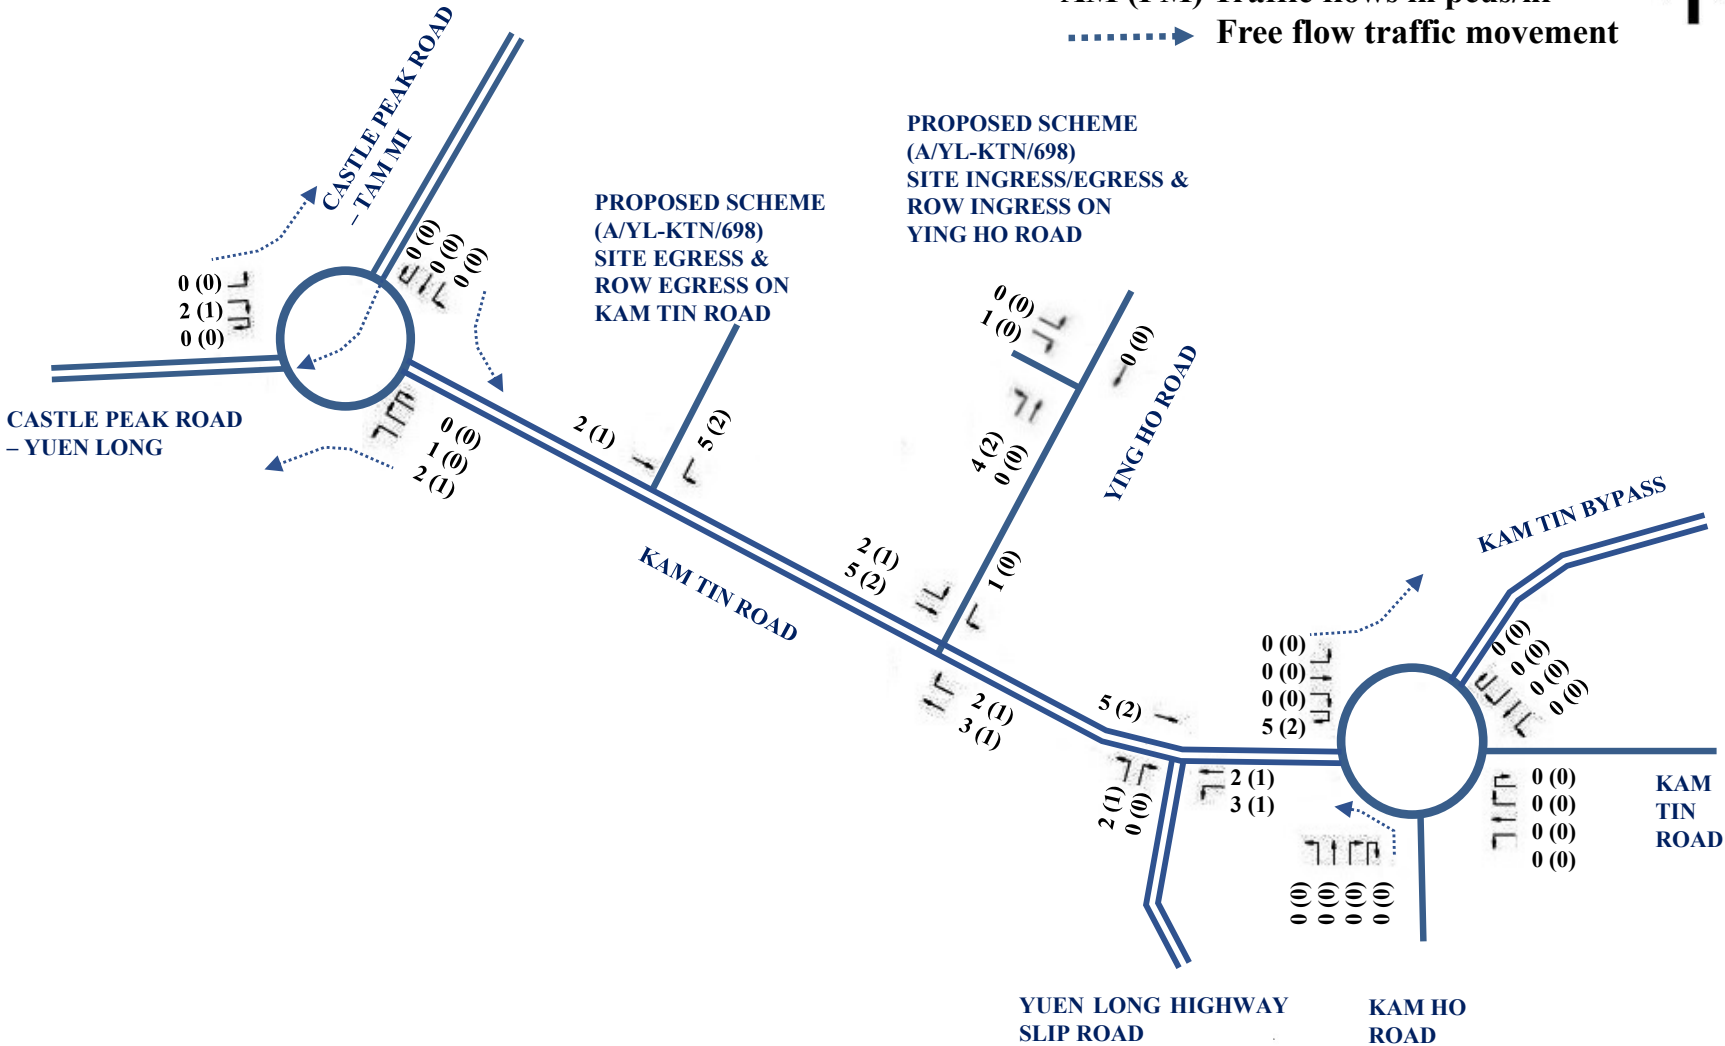 AM (PM) Traffic flows in pcus/hr
Free flow traffic movement
CASTLE PEAK ROAD
– TAM MI
PROPOSED SCHEME
(A/YL-KTN/698)
SITE INGRESS/EGRESS &
ROW INGRESS ON
YING HO ROAD
PROPOSED SCHEME
(A/YL-KTN/698)
SITE EGRESS &
ROW EGRESS ON
KAM TIN ROAD
0 (0)
0 (0)
0 (0)
0 (0)
2 (1)
0 (0)
0 (0)
1 (0)
0 (0)
CASTLE PEAK ROAD
– YUEN LONG
0 (0)
1 (0)
2 (1)
2 (1)
5 (2)
4 (2)
0 (0)
YING HO ROAD
KAM TIN ROAD
2 (1)
5 (2)
1 (0)
2 (1)
3 (1)
KAM TIN BYPASS
5 (2)
0 (0)
0 (0)
0 (0)
5 (2)
0 (0)
0 (0)
0 (0)
0 (0)
2 (1)
0 (0)
2 (1)
3 (1)
0 (0)
0 (0)
0 (0)
0 (0)
KAM
TIN
ROAD
0 (0)
0 (0)
0 (0)
0 (0)
YUEN LONG HIGHWAY
SLIP ROAD
KAM HO
ROAD